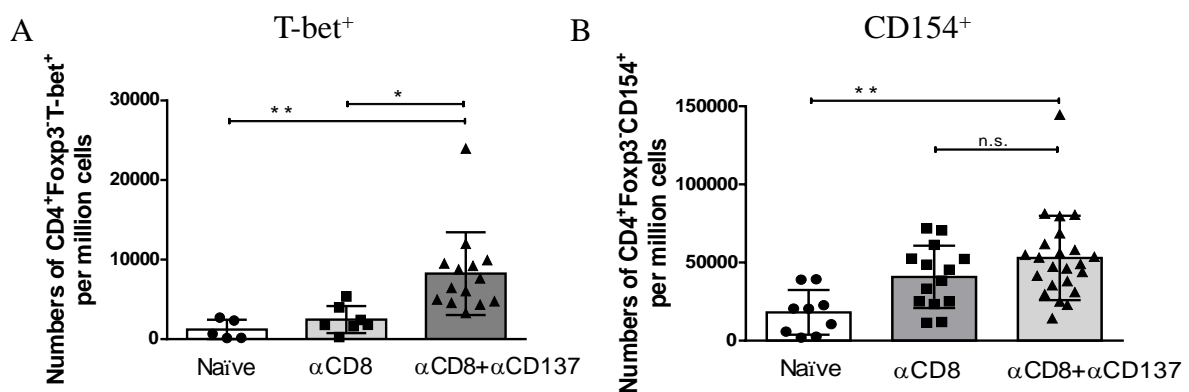 A
T-bet⁺
Numbers of CD4⁺Foxp3⁻T-bet⁺
per million cells
30000
20000
10000
0
* *
*
Naïve
αCD8
αCD8+αCD137
B
CD154⁺
Numbers of CD4⁺Foxp3⁻CD154⁺
per million cells
150000
100000
50000
0
* *
n.s.
Naïve
αCD8
αCD8+αCD137